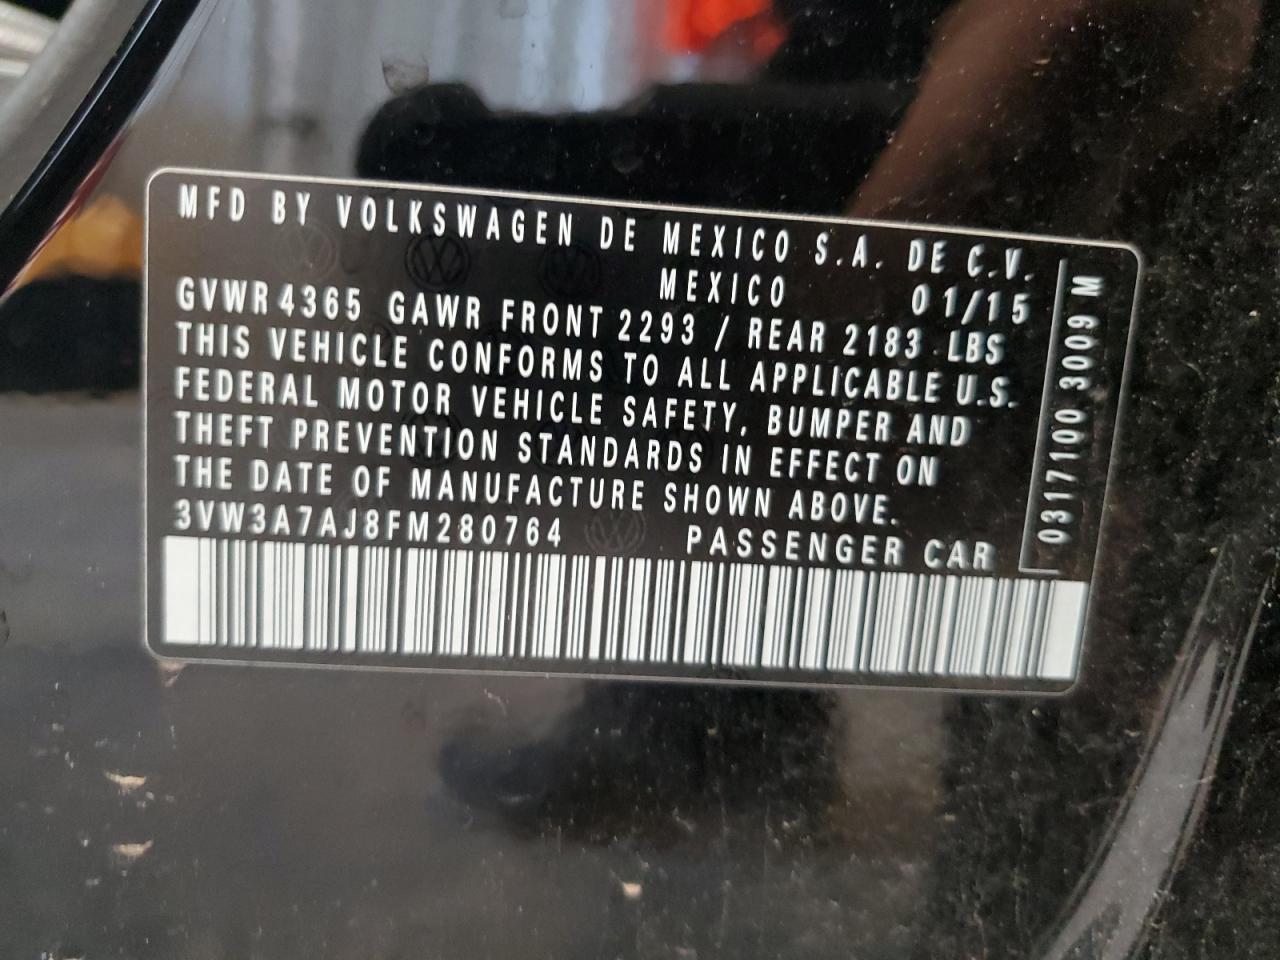 MFD BY VOLKSWAGEN DE MEXICO S.A. DE C.V.
MEXICO 01/15
GVWR 4365 GAWR FRONT 2293 / REAR 2183 LBS
THIS VEHICLE CONFORMS TO ALL APPLICABLE U.S.
FEDERAL MOTOR VEHICLE SAFETY, BUMPER AND
THEFT PREVENTION STANDARDS IN EFFECT ON
THE DATE OF MANUFACTURE SHOWN ABOVE.
3VW3A7AJ8FM280764 PASSENGER CAR
0317100 3009 M